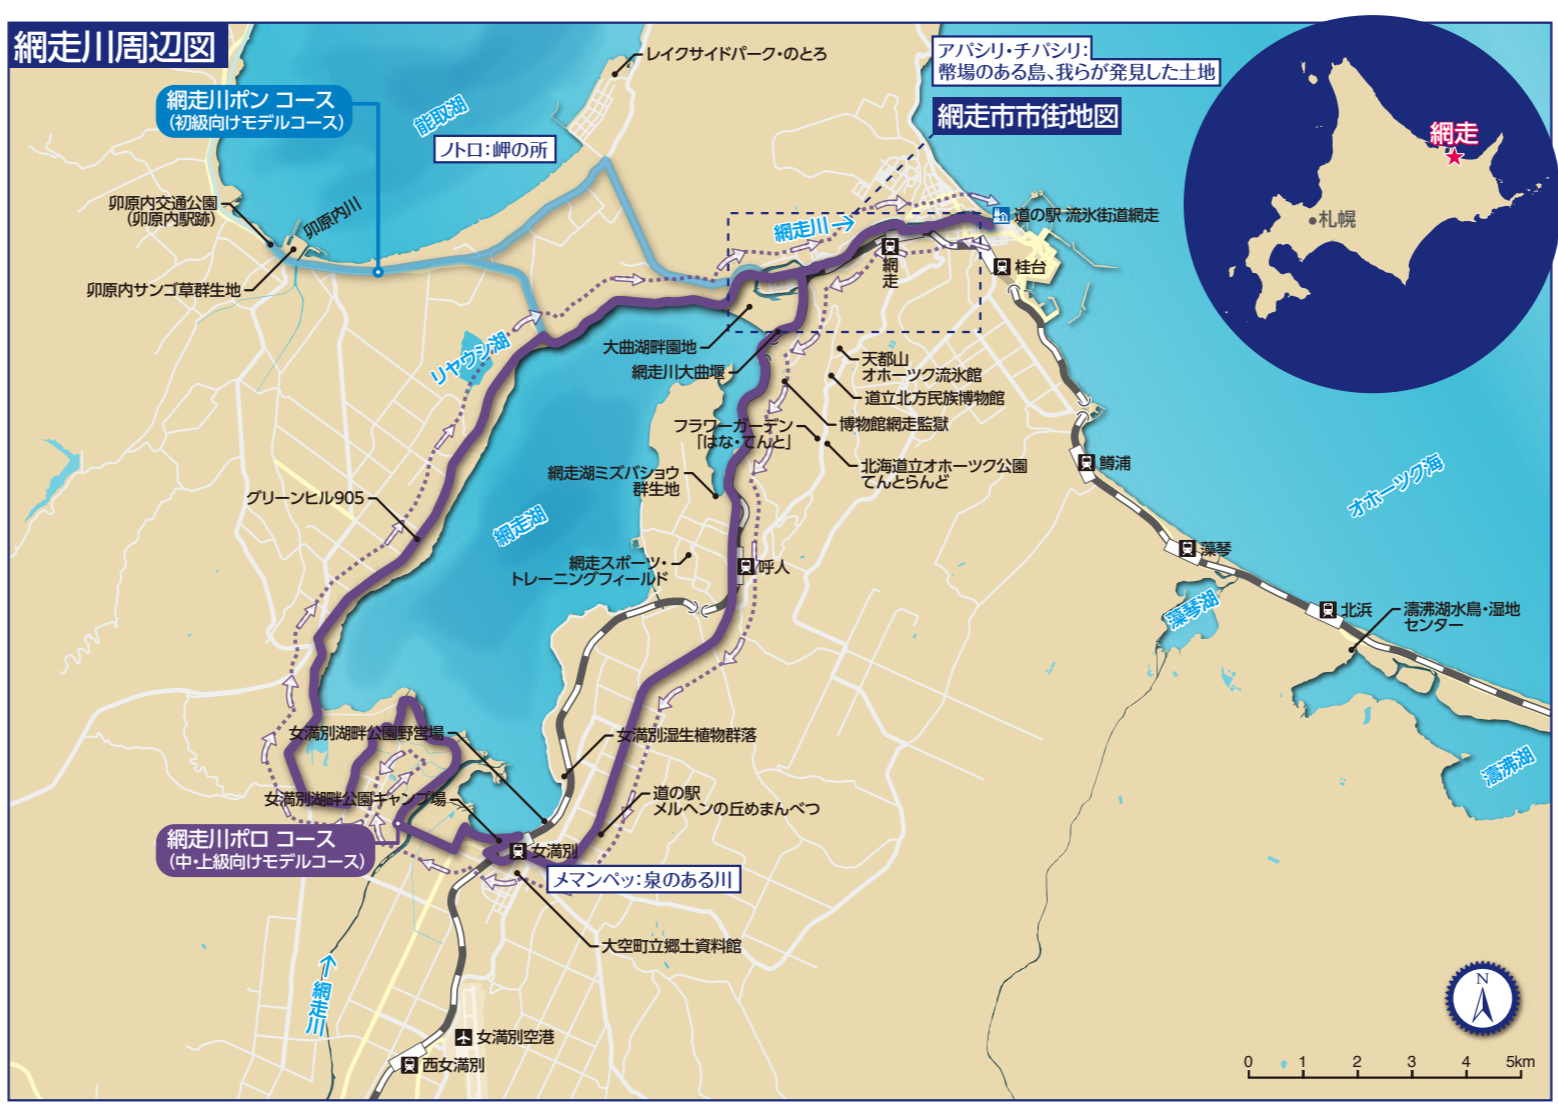 網走川周辺図
網走川ポン コース
（初級向けモデルコース）
能取湖
ノトロ：岬の所
レイクサイドパーク・のとろ
アパシリ・チパシリ：
幣場のある島、我らが発見した土地
網走市市街地図
網走
札幌
卯原内交通公園
（卯原内駅跡）
卯原内川
卯原内サンゴ草群生地
網走川→
道の駅 流氷街道網走
網走
桂台
リヤウシ湖
大曲湖畔園地
網走川大曲堰
天都山
オホーツク流氷館
道立北方民族博物館
博物館網走監獄
フラワーガーデン
「はな・てんと」
北海道立オホーツク公園
てんとらんど
網走湖ミズバショウ
群生地
グリーンヒル905
網走湖
網走スポーツ・
トレーニングフィールド
呼人
鱒浦
オホーツク海
藻琴
藻琴湖
北浜
濤沸湖水鳥・湿地
センター
濤沸湖
女満別湖畔公園野営場
女満別湿生植物群落
女満別湖畔公園キャンプ場
道の駅
メルヘンの丘めまんべつ
網走川ポロ コース
（中・上級向けモデルコース）
女満別
メマンペッ：泉のある川
大空町立郷土資料館
←網走川
女満別空港
西女満別
N
0 1 2 3 4 5km